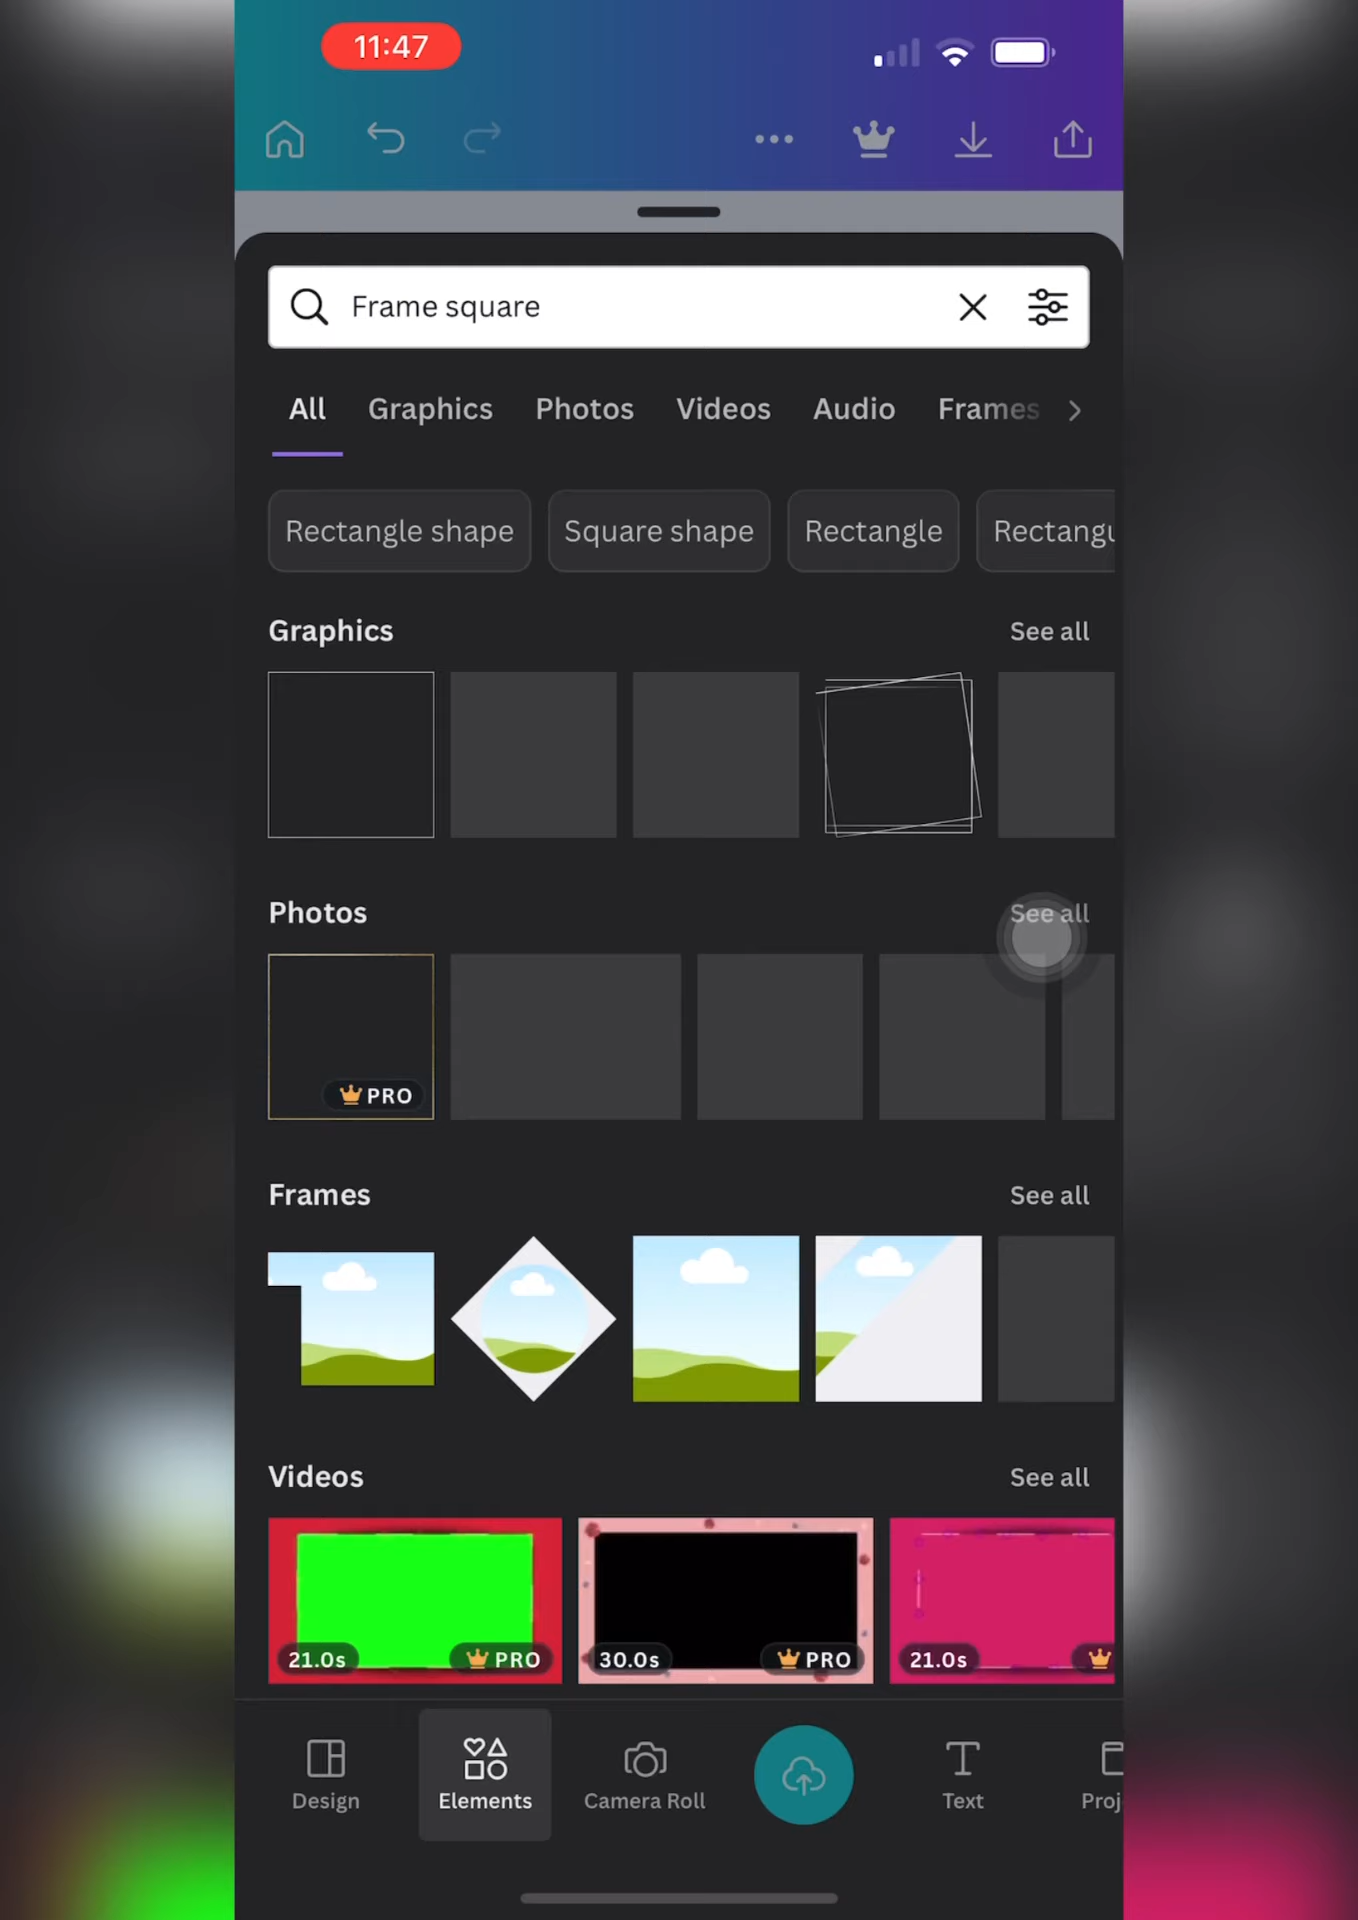 11:47
Frame square
All Graphics Photos Videos Audio Frames
Rectangle shape Square shape Rectangle Rectangu
Graphics See all
Photos See all
PRO
Frames See all
Videos See all
21.0s PRO 30.0s PRO 21.0s
Design Elements Camera Roll Text Proj